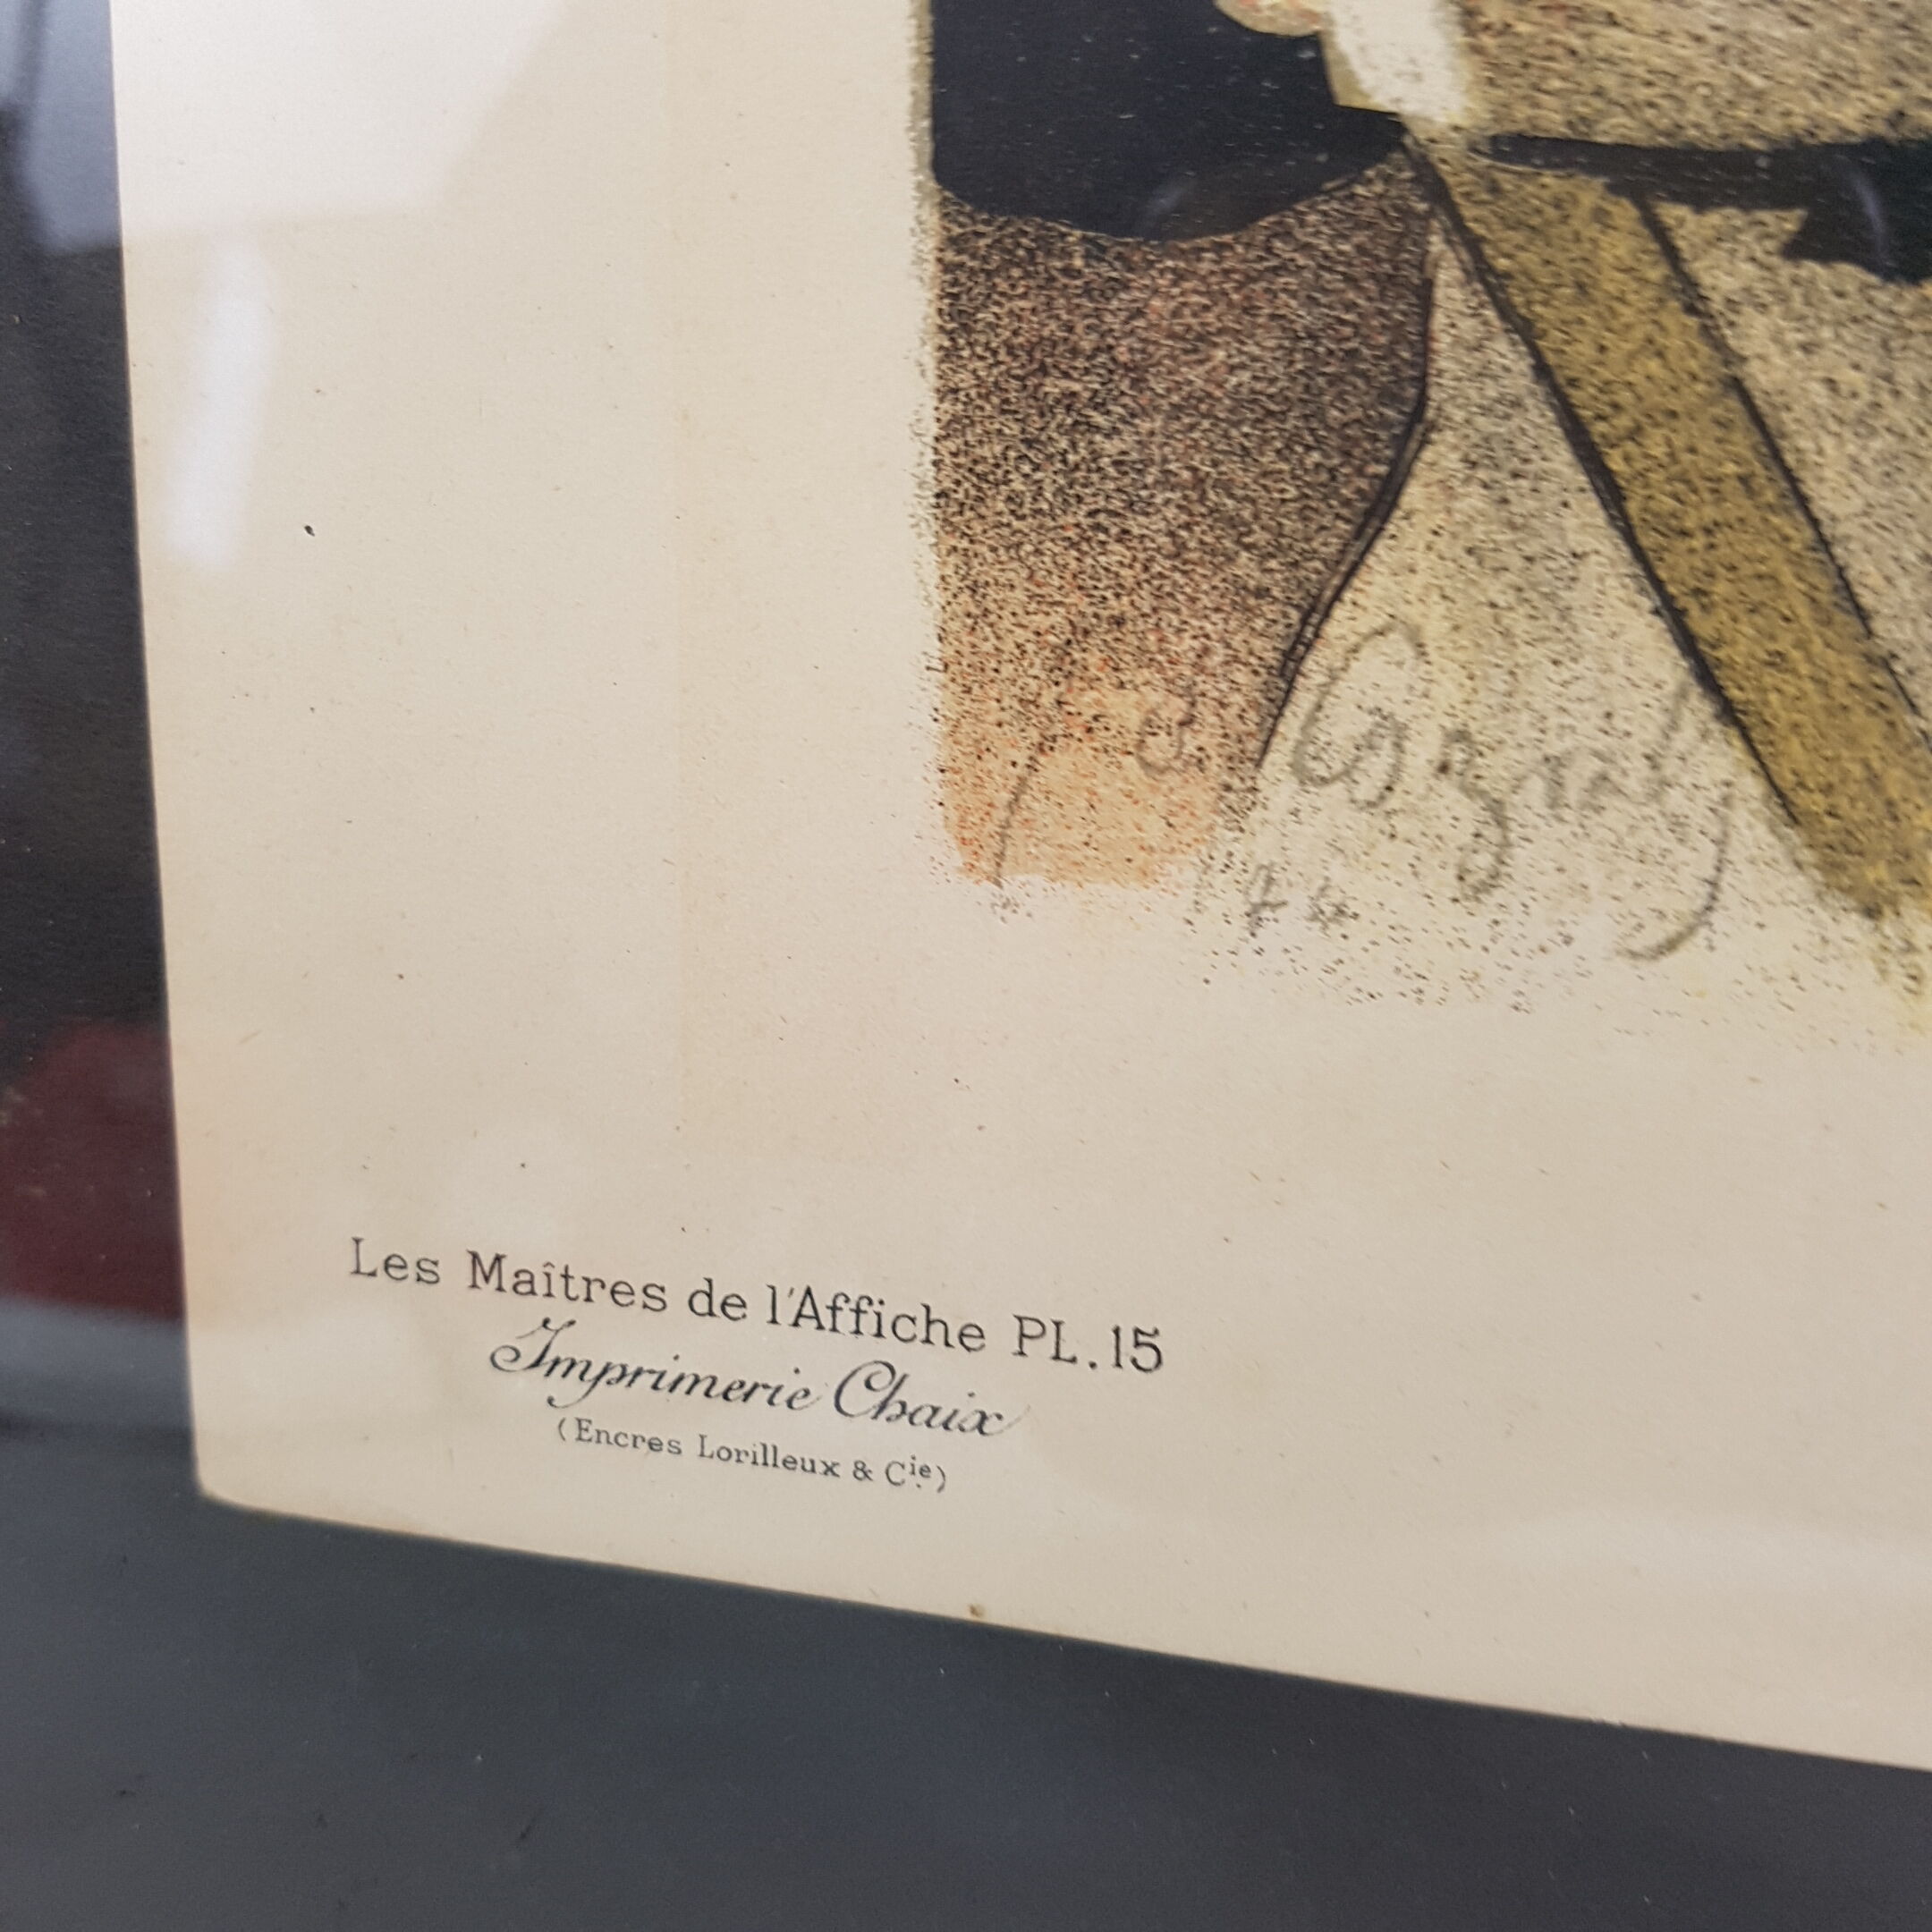 Les Maîtres de l'Affiche PL.15
Imprimerie Chaix
(Encres Lorilleux & Cie)